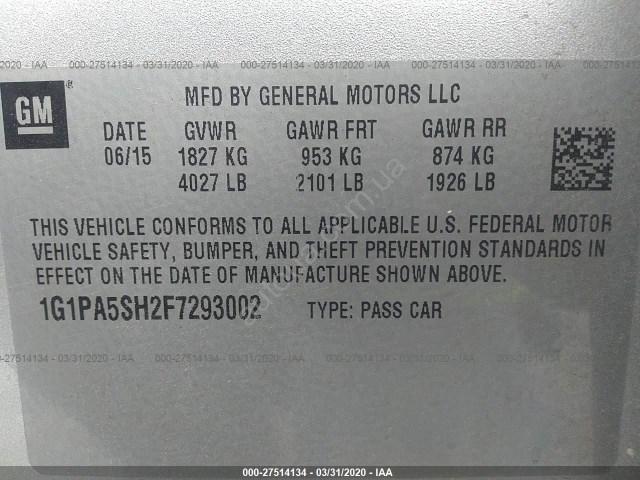 000-27514134 - 03/31/2020 - IAA
GM
MFD BY GENERAL MOTORS LLC
DATE GVWR GAWR FRT GAWR RR
06/15 1827 KG 953 KG 874 KG
4027 LB 2101 LB 1926 LB
THIS VEHICLE CONFORMS TO ALL APPLICABLE U.S. FEDERAL MOTOR
VEHICLE SAFETY, BUMPER, AND THEFT PREVENTION STANDARDS IN
EFFECT ON THE DATE OF MANUFACTURE SHOWN ABOVE.
1G1PA5SH2F7293002 TYPE: PASS CAR
000-27514134 - 03/31/2020 - IAA
000-27514134 - 03/31/2020 - IAA